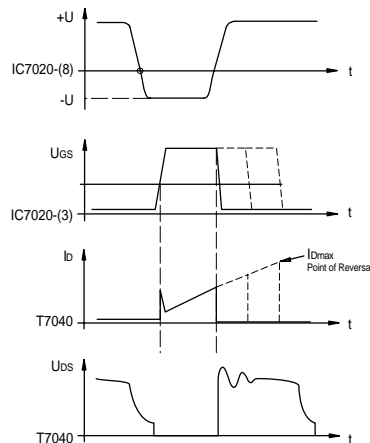 +U
IC7020-(8)
t
-U
UGS
IC7020-(3)
t
ID
IDmax
Point of Reversa
T7040
t
UDS
T7040
t